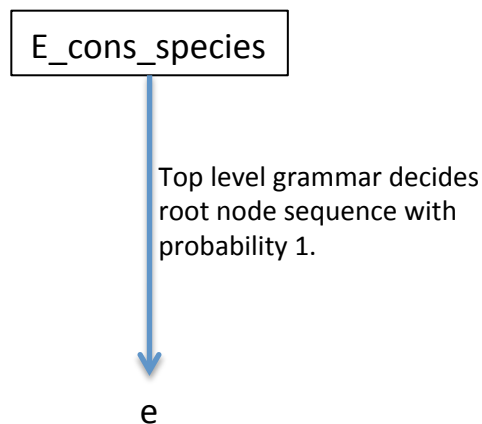 E_cons_species
Top level grammar decides
root node sequence with
probability 1.
e